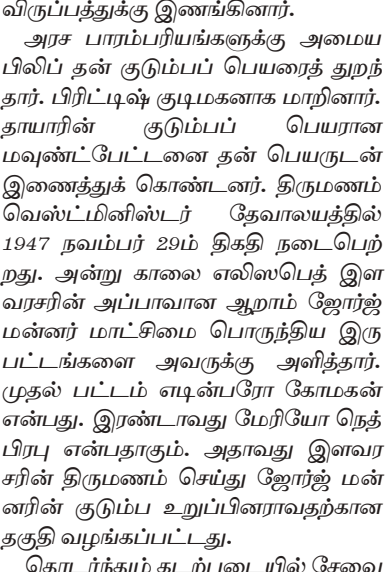 விருப்பத்துக்கு இணங்கினார்.
அரச பாரம்பரியங்களுக்கு அமைய
பிலிப் தன் குடும்பப் பெயரைத் துறந்
தார். பிரிட்டிஷ் குடிமகனாக மாறினார்.
தாயாரின் குடும்பப் பெயரான
மவுண்ட்பேட்டனை தன் பெயருடன்
இணைத்துக் கொண்டனர். திருமணம்
வெஸ்ட்மினிஸ்டர் தேவாலயத்தில்
1947 நவம்பர் 29ம் திகதி நடைபெற்
றது. அன்று காலை எலிஸபெத் இள
வரசரின் அப்பாவான ஆறாம் ஜோர்ஜ்
மன்னர் மாட்சிமை பொருந்திய இரு
பட்டங்களை அவருக்கு அளித்தார்.
முதல் பட்டம் எடின்பரோ கோமகன்
என்பது. இரண்டாவது மேரியோ நெத்
பிரபு என்பதாகும். அதாவது இளவர
சரின் திருமணம் செய்து ஜோர்ஜ் மன்
னரின் குடும்ப உறுப்பினராவதற்கான
தகுதி வழங்கப்பட்டது.
தொடர்ந்தும் கடற்படையில் சேவை